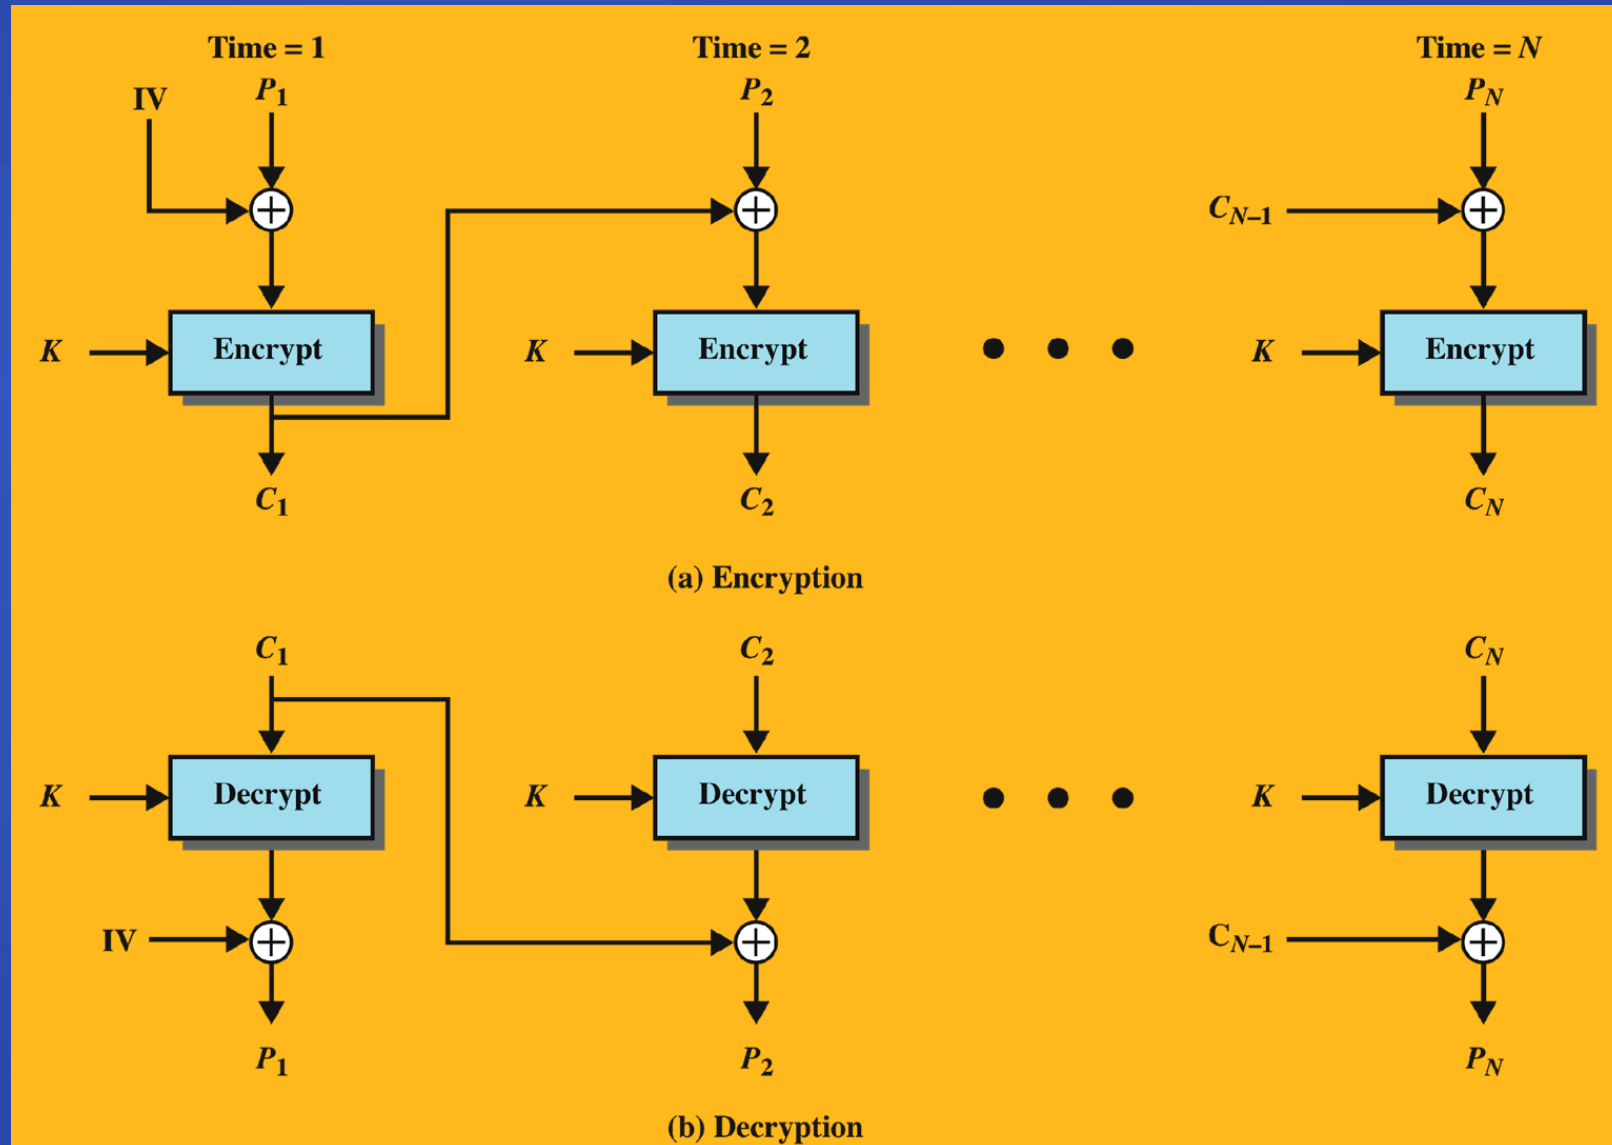 Time = 1 Time = 2 Time = N
IV P1 P2 PN
CN–1
K Encrypt K Encrypt K Encrypt
C1 C2 CN
(a) Encryption
C1 C2 CN
K Decrypt K Decrypt K Decrypt
IV CN–1
P1 P2 PN
(b) Decryption